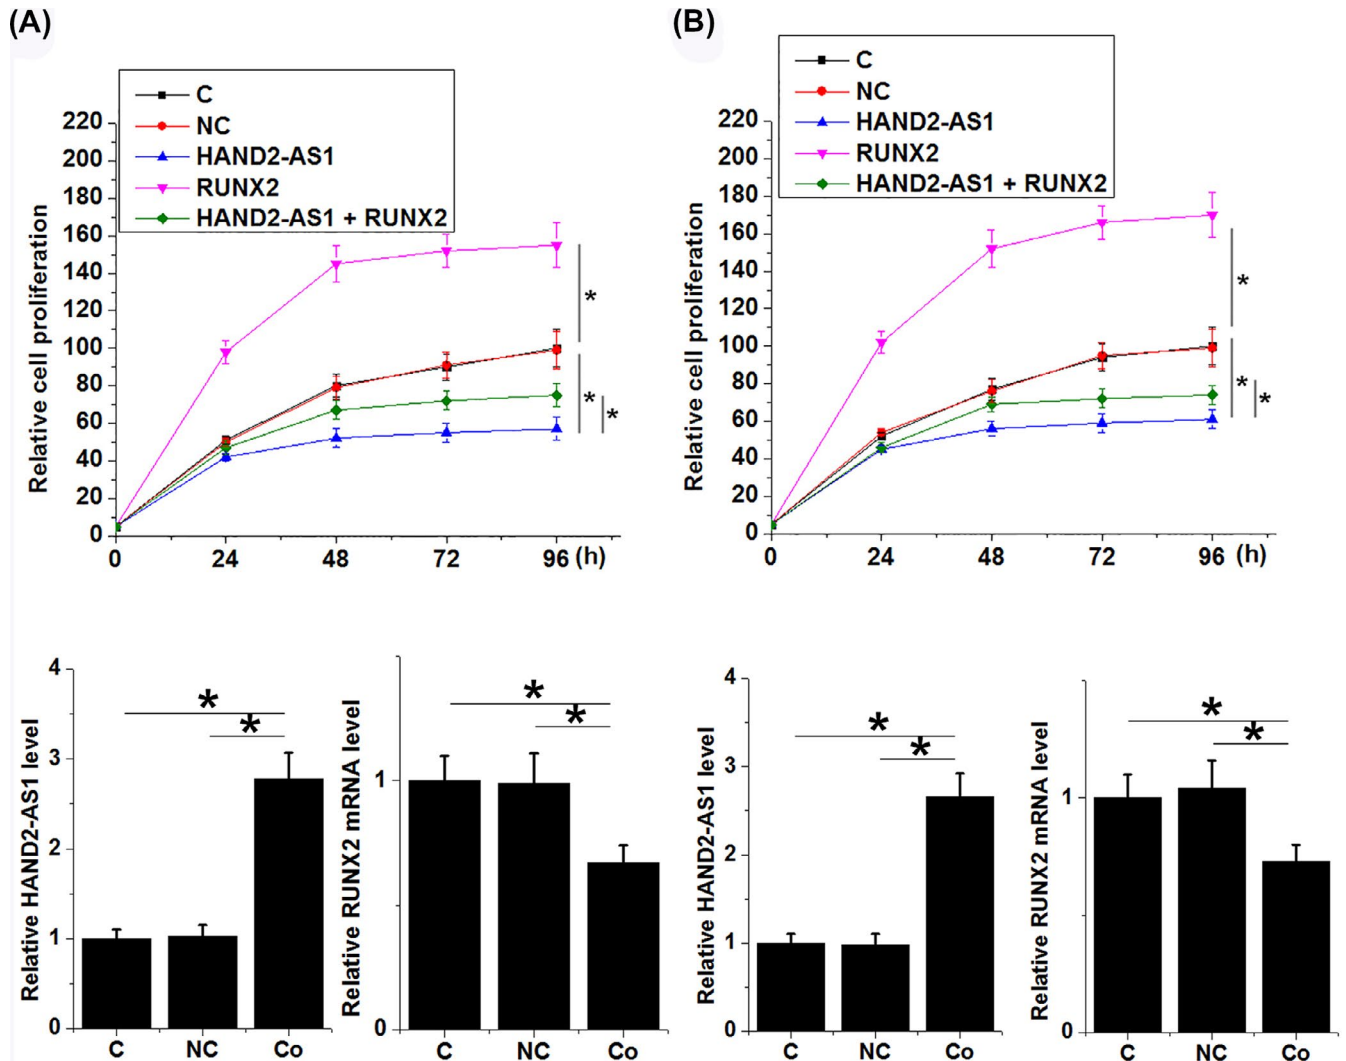 (A)
C
NC
HAND2-AS1
RUNX2
HAND2-AS1 + RUNX2
Relative cell proliferation
220
200
180
160
140
120
100
80
60
40
20
0
*
*
*
0 24 48 72 96 (h)
(B)
C
NC
HAND2-AS1
RUNX2
HAND2-AS1 + RUNX2
Relative cell proliferation
220
200
180
160
140
120
100
80
60
40
20
0
*
*
*
0 24 48 72 96 (h)
Relative HAND2-AS1 level
4
3
2
1
0
*
*
C NC Co
Relative RUNX2 mRNA level
1
0
*
*
C NC Co
Relative HAND2-AS1 level
4
3
2
1
0
*
*
C NC Co
Relative RUNX2 mRNA level
1
0
*
*
C NC Co